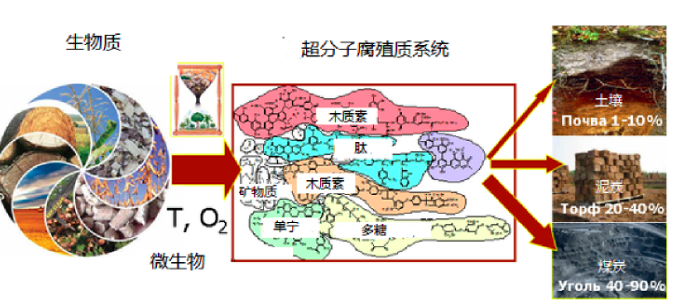 生物质
超分子腐殖质系统
木质素
肽
矿物质
木质素
单宁
多糖
T, O₂
微生物
土壤
Почва 1-10%
泥炭
Торф 20-40%
煤炭
Уголь 40-90%